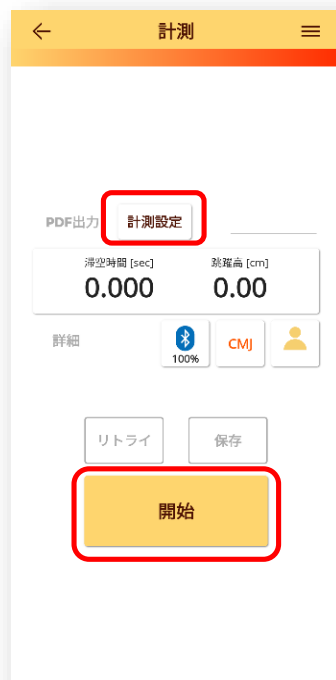 計測
PDF出力 計測設定
滞空時間 [sec] 跳躍高 [cm]
0.000 0.00
詳細 100% CMJ
リトライ 保存
開始